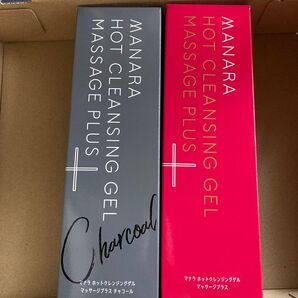 MANARA
HOT CLEANSING GEL
MASSAGE PLUS
Charcoal
マナラ ホットクレンジングゲル
マッサージプラス チャコール
MANARA
HOT CLEANSING GEL
MASSAGE PLUS
マナラ ホットクレンジングゲル
マッサージプラス